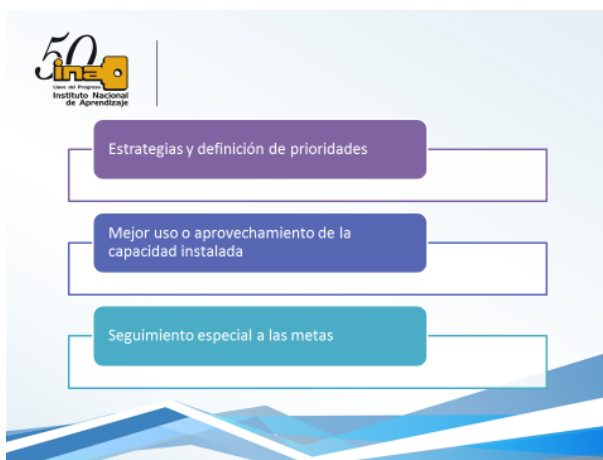 50
ina
Llave del Progreso
Instituto Nacional
de Aprendizaje
Estrategias y definición de prioridades
Mejor uso o aprovechamiento de la
capacidad instalada
Seguimiento especial a las metas